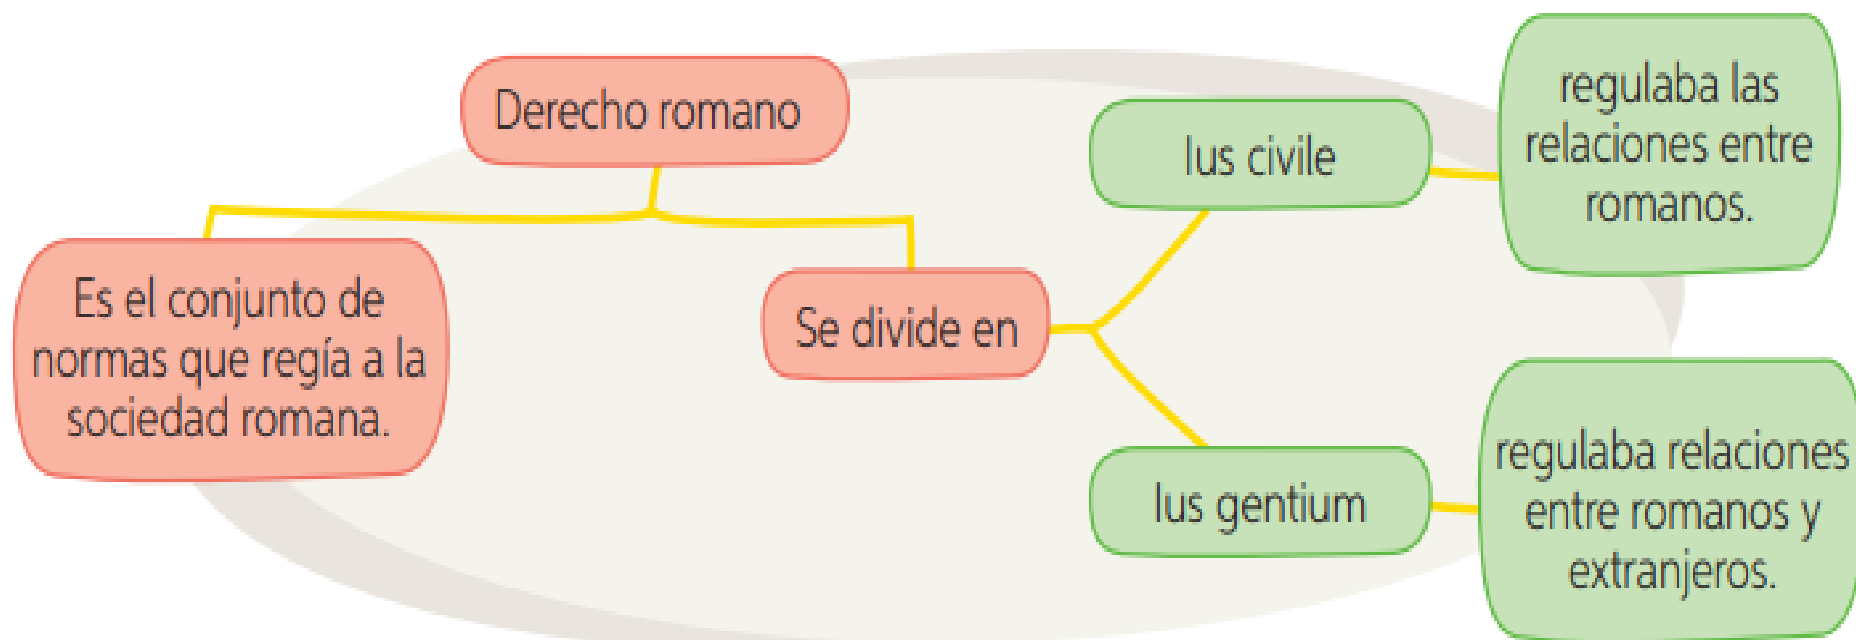 Derecho romano
Es el conjunto de
normas que regía a la
sociedad romana.
Se divide en
Ius civile
regulaba las
relaciones entre
romanos.
Ius gentium
regulaba relaciones
entre romanos y
extranjeros.